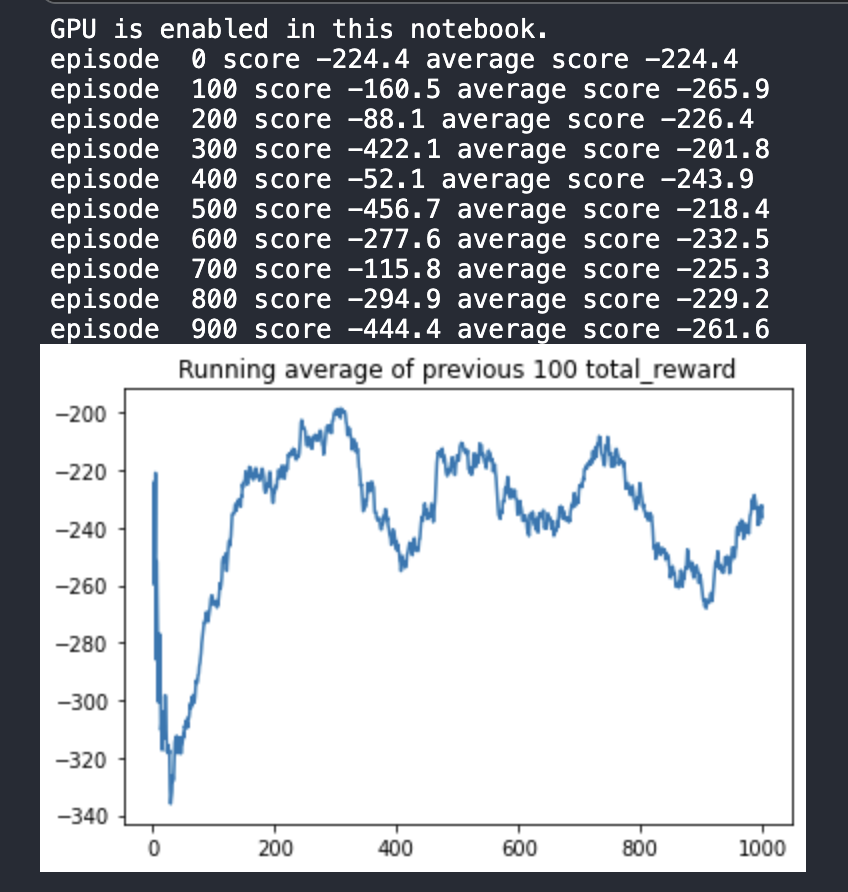 GPU is enabled in this notebook.
episode  0 score -224.4 average score -224.4
episode  100 score -160.5 average score -265.9
episode  200 score -88.1 average score -226.4
episode  300 score -422.1 average score -201.8
episode  400 score -52.1 average score -243.9
episode  500 score -456.7 average score -218.4
episode  600 score -277.6 average score -232.5
episode  700 score -115.8 average score -225.3
episode  800 score -294.9 average score -229.2
episode  900 score -444.4 average score -261.6
Running average of previous 100 total_reward
−200
−220
−240
−260
−280
−300
−320
−340
0 200 400 600 800 1000